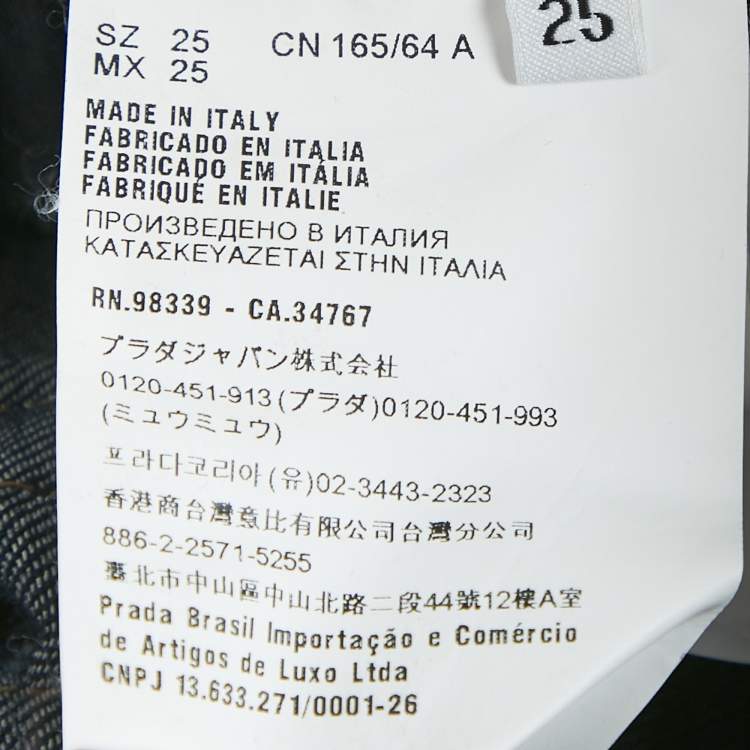 25
SZ 25 CN 165/64 A
MX 25
MADE IN ITALY
FABRICADO EN ITALIA
FABRICADO EM ITÁLIA
FABRIQUÉ EN ITALIE
ПРОИЗВЕДЕНО В ИТАЛИЯ
ΚΑΤΑΣΚΕΥΑΖΕΤΑΙ ΣΤΗΝ ΙΤΑΛΙΑ
RN.98339 - CA.34767
プラダジャパン株式会社
0120-451-913(プラダ)0120-451-993
(ミュウミュウ)
프라다코리아(유)02-3443-2323
香港商台灣意比有限公司台灣分公司
886-2-2571-5255
臺北市中山區中山北路二段44號12樓A室
Prada Brasil Importação e Comércio
de Artigos de Luxo Ltda
CNPJ 13.633.271/0001-26